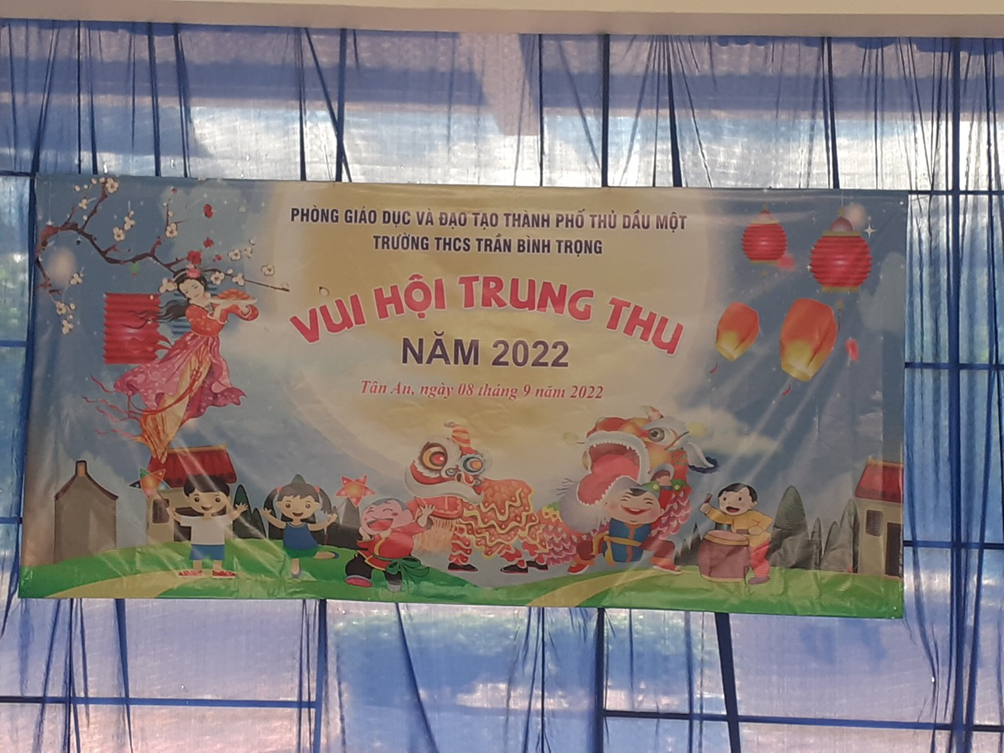 PHÒNG GIÁO DỤC VÀ ĐẠO TẠO THÀNH PHỐ THỦ DẦU MỘT
TRƯỜNG THCS TRẦN BÌNH TRỌNG
VUI HỘI TRUNG THU
NĂM 2022
Tân An, ngày 08 tháng 9 năm 2022